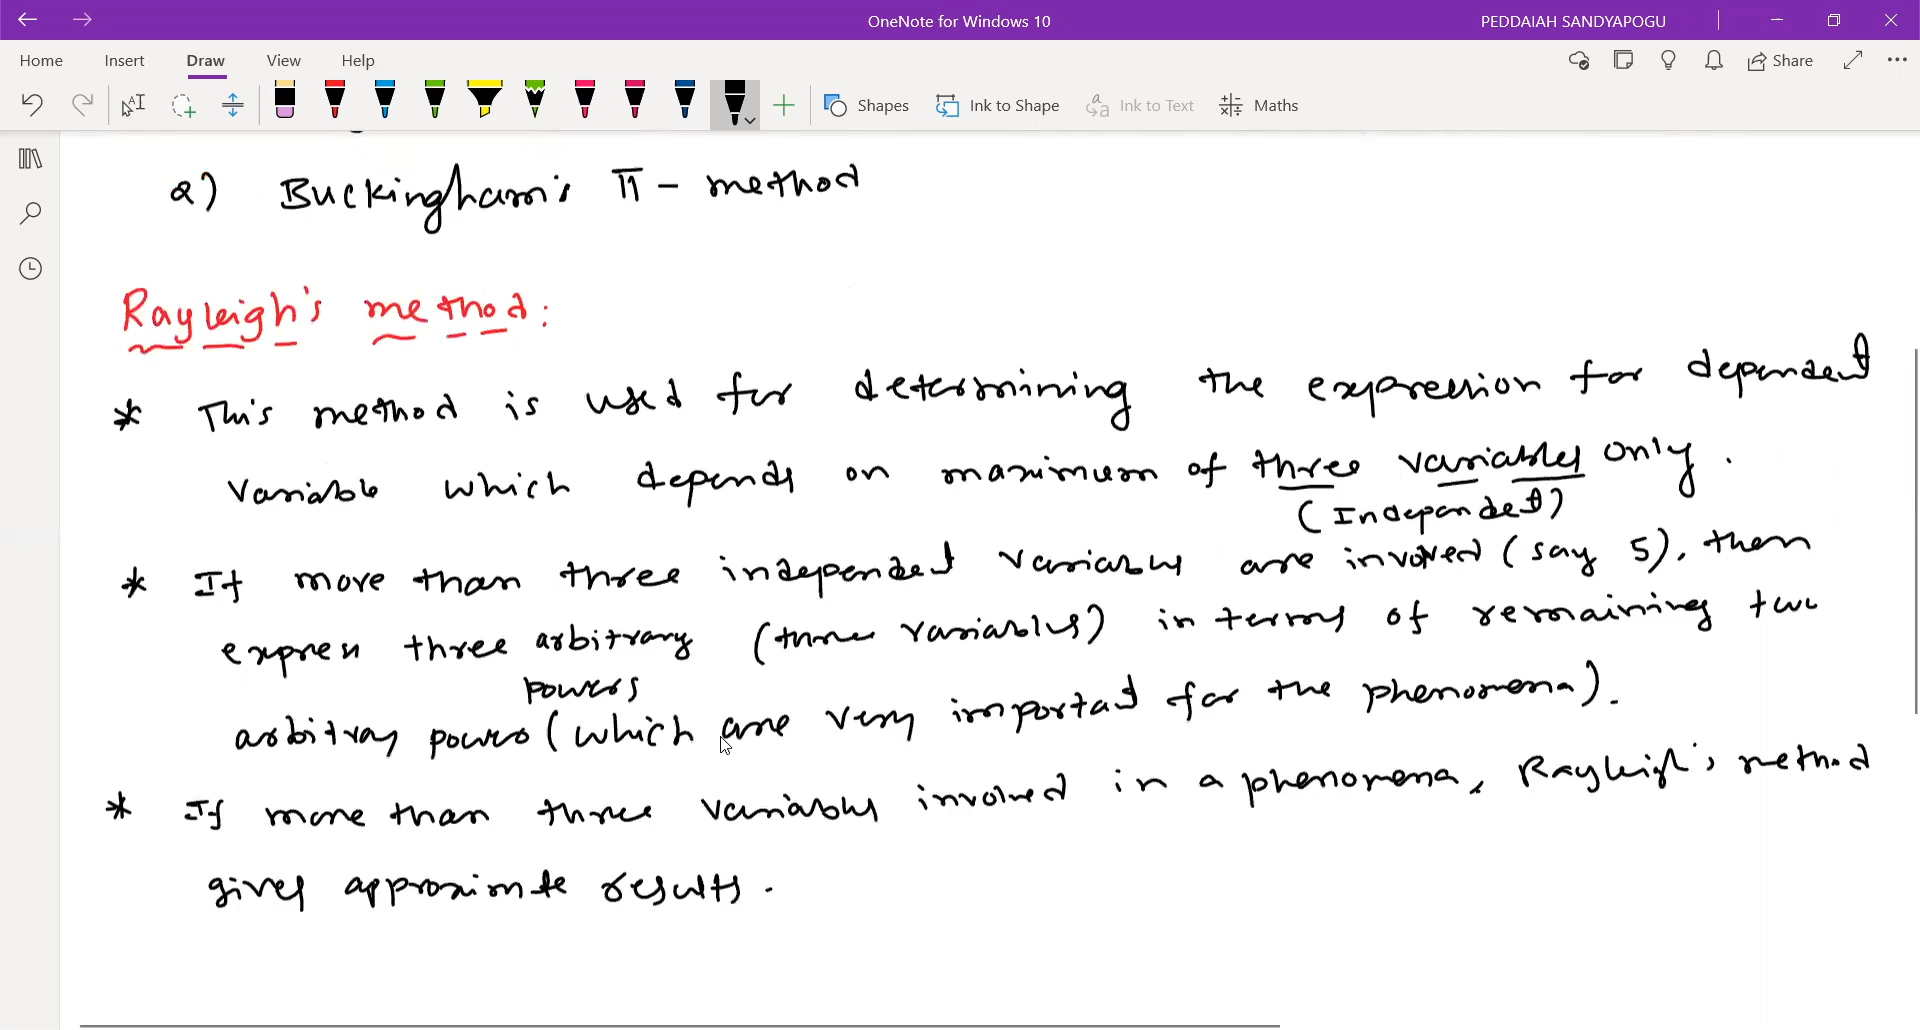 OneNote for Windows 10
PEDDAIAH SANDYAPOGU
Home Insert Draw View Help
Share
Shapes Ink to Shape Ink to Text Maths
2) Buckingham's π - method
Rayleigh's method:
* This method is used for determining the expression for dependent
variable which depends on maximum of three variables only.
(Independent)
* If more than three independent variables are involved (say 5), then
express three arbitrary (three variables) in terms of remaining two
powers
arbitray powers (which are very important for the phenomena).
* If more than three variables involved in a phenomena, Rayleigh's method
gives approximate results.